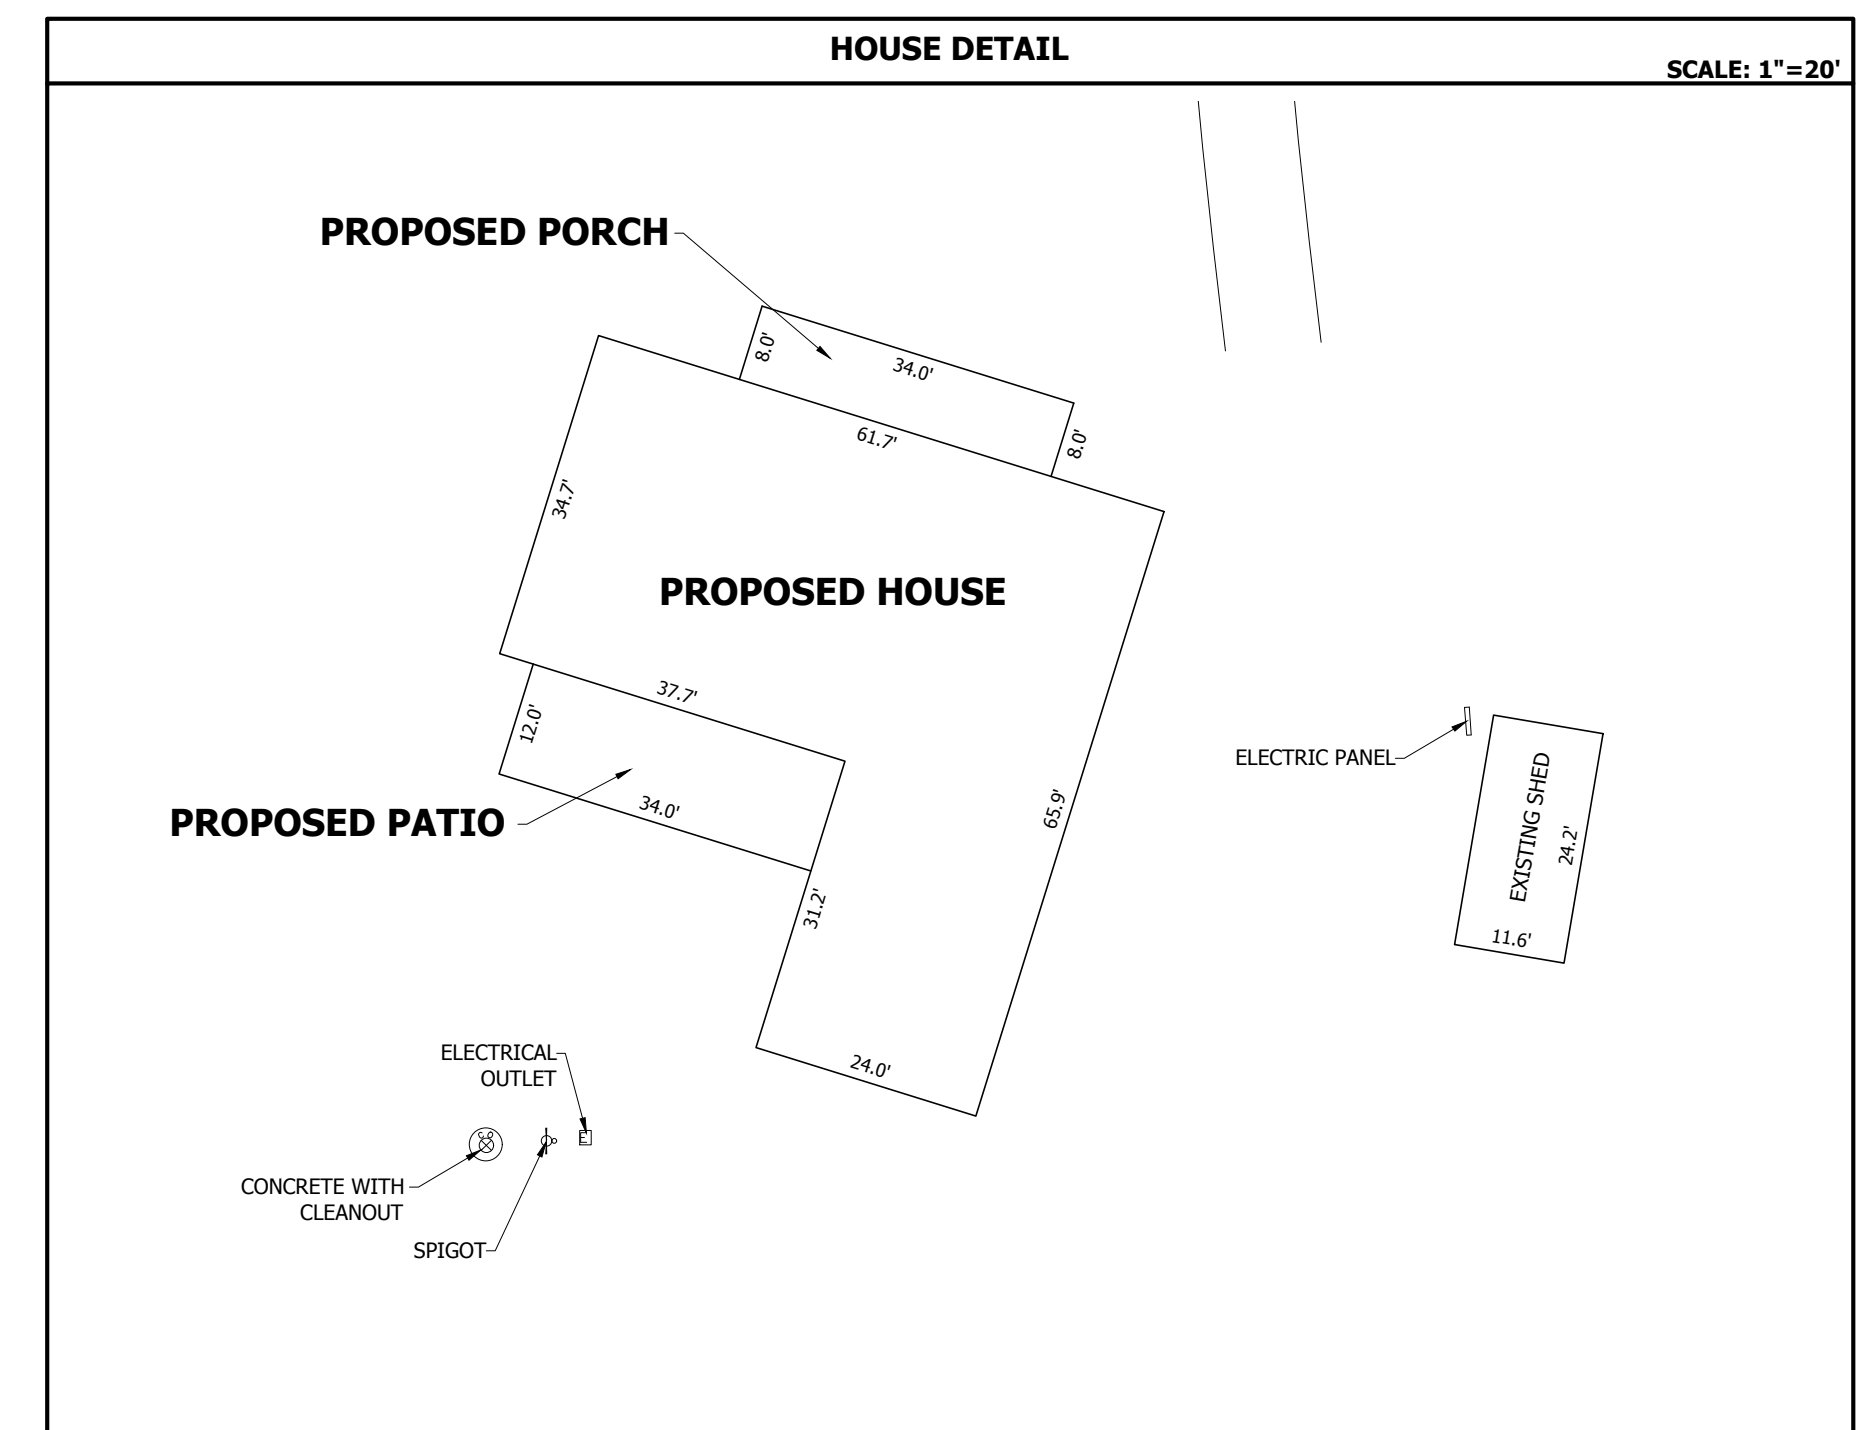 HOUSE DETAIL
SCALE: 1"=20'
PROPOSED PORCH
8.0'
34.0'
61.7'
8.0'
34.7'
PROPOSED HOUSE
37.7'
12.0'
ELECTRIC PANEL
EXISTING SHED
24.2'
11.6'
65.9'
34.0'
PROPOSED PATIO
31.2'
24.0'
ELECTRICAL
OUTLET
CO
E
CONCRETE WITH
CLEANOUT
SPIGOT